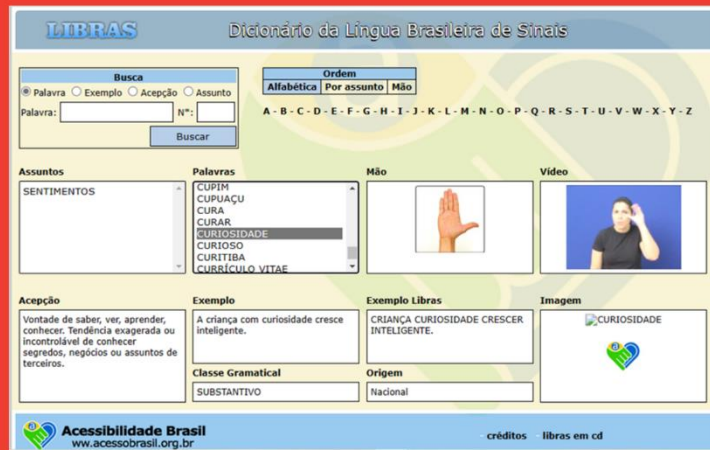 LIBRAS
Dicionário da Língua Brasileira de Sinais
Busca
Palavra Exemplo Acepção Assunto
Palavra: N°:
Buscar
Ordem
Alfabética Por assunto Mão
A - B - C - D - E - F - G - H - I - J - K - L - M - N - O - P - Q - R - S - T - U - V - W - X - Y - Z
Assuntos
SENTIMENTOS
Palavras
CUPIM
CUPUAÇU
CURA
CURAR
CURIOSIDADE
CURIOSO
CURITIBA
CURRÍCULO VITAE
Mão
Vídeo
Acepção
Vontade de saber, ver, aprender,
conhecer. Tendência exagerada ou
incontrolável de conhecer
segredos, negócios ou assuntos de
terceiros.
Exemplo
A criança com curiosidade cresce
inteligente.
Classe Gramatical
SUBSTANTIVO
Exemplo Libras
CRIANÇA CURIOSIDADE CRESCER
INTELIGENTE.
Origem
Nacional
Imagem
CURIOSIDADE
Acessibilidade Brasil
ww.acessobrasil.org.br
créditos libras em cd